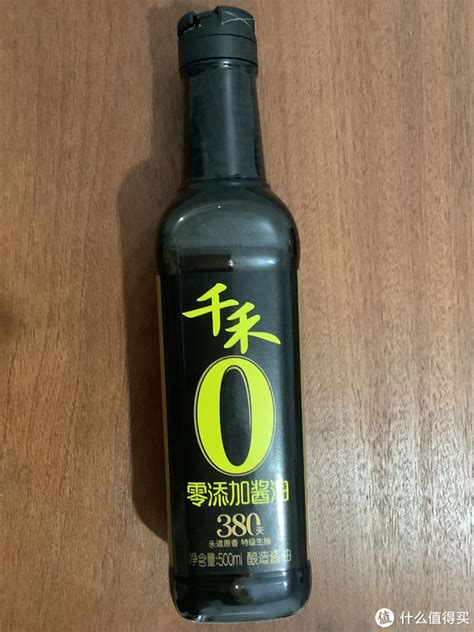 千禾
0
零添加酱油
380天
头道原香 特级生抽
净含量:500ml 酿造酱油
值 什么值得买